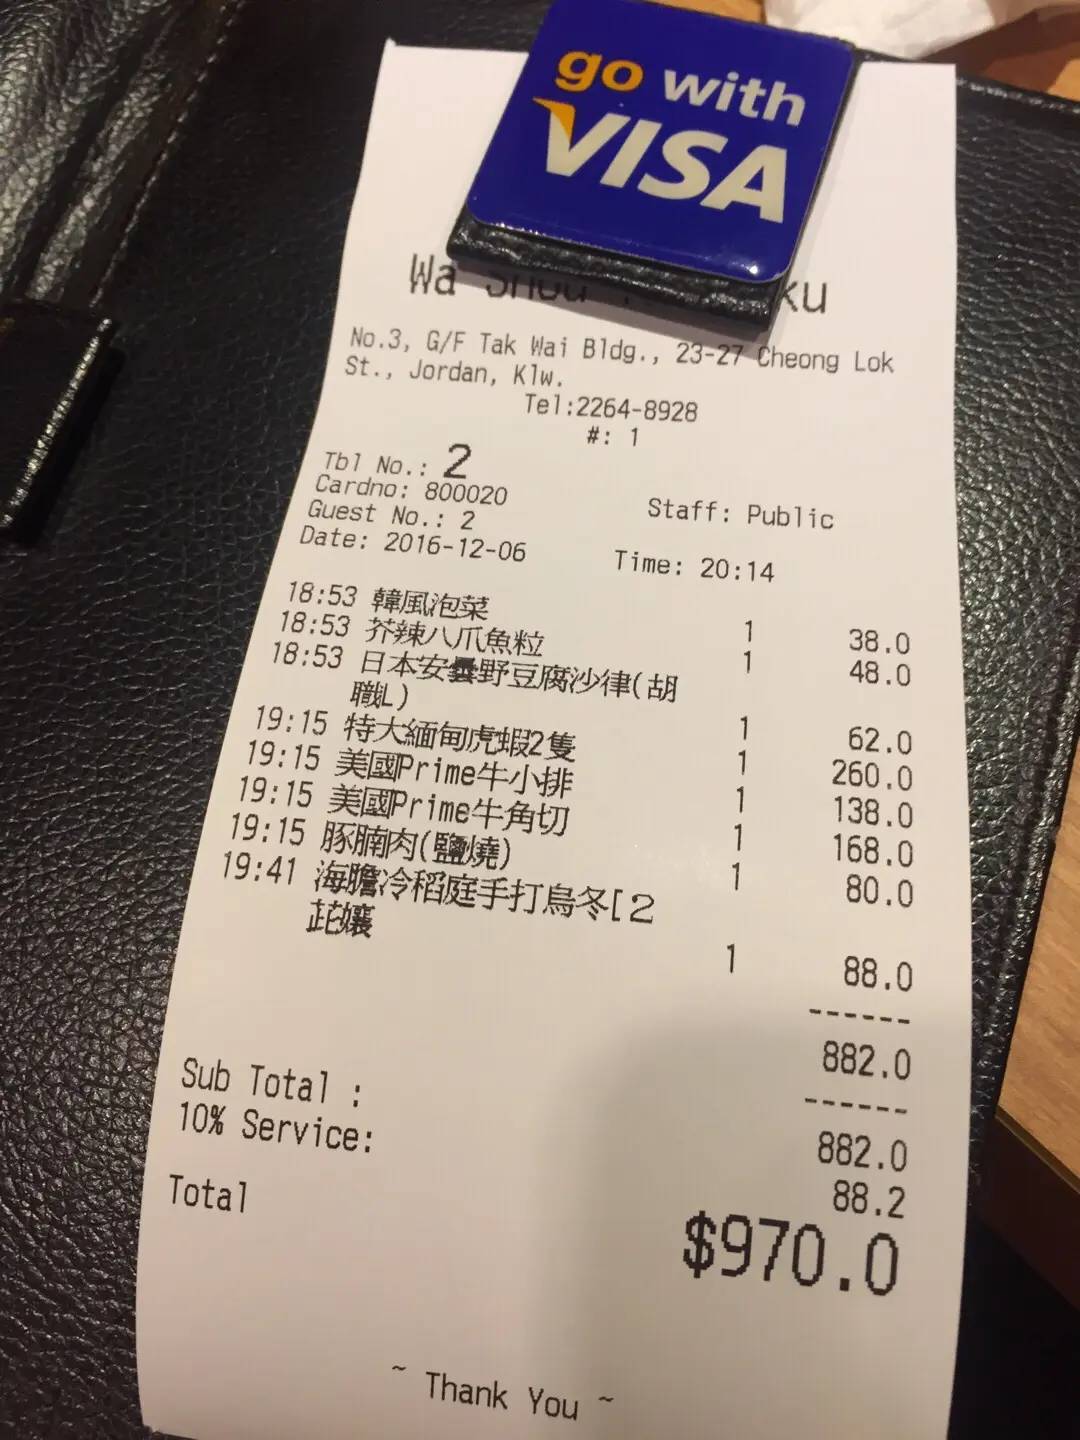 go with
VISA
Wa Shou ku
No.3, G/F Tak Wai Bldg., 23-27 Cheong Lok
St., Jordan, Klw.
Tel:2264-8928
#: 1
Tbl No.: 2
Cardno: 800020
Staff: Public
Guest No.: 2
Date: 2016-12-06 Time: 20:14
18:53 韓風泡菜 1 38.0
18:53 芥辣八爪魚粒 1 48.0
18:53 日本安曇野豆腐沙律(胡
職L) 1 62.0
19:15 特大緬甸虎蝦2隻 1 260.0
19:15 美國Prime牛小排 1 138.0
19:15 美國Prime牛角切 1 168.0
19:15 豚腩肉(鹽燒) 1 80.0
19:41 海膽冷稻庭手打烏冬[2
1 88.0
------
882.0
------
Sub Total : 882.0
10% Service: 88.2
Total $970.0
~ Thank You ~